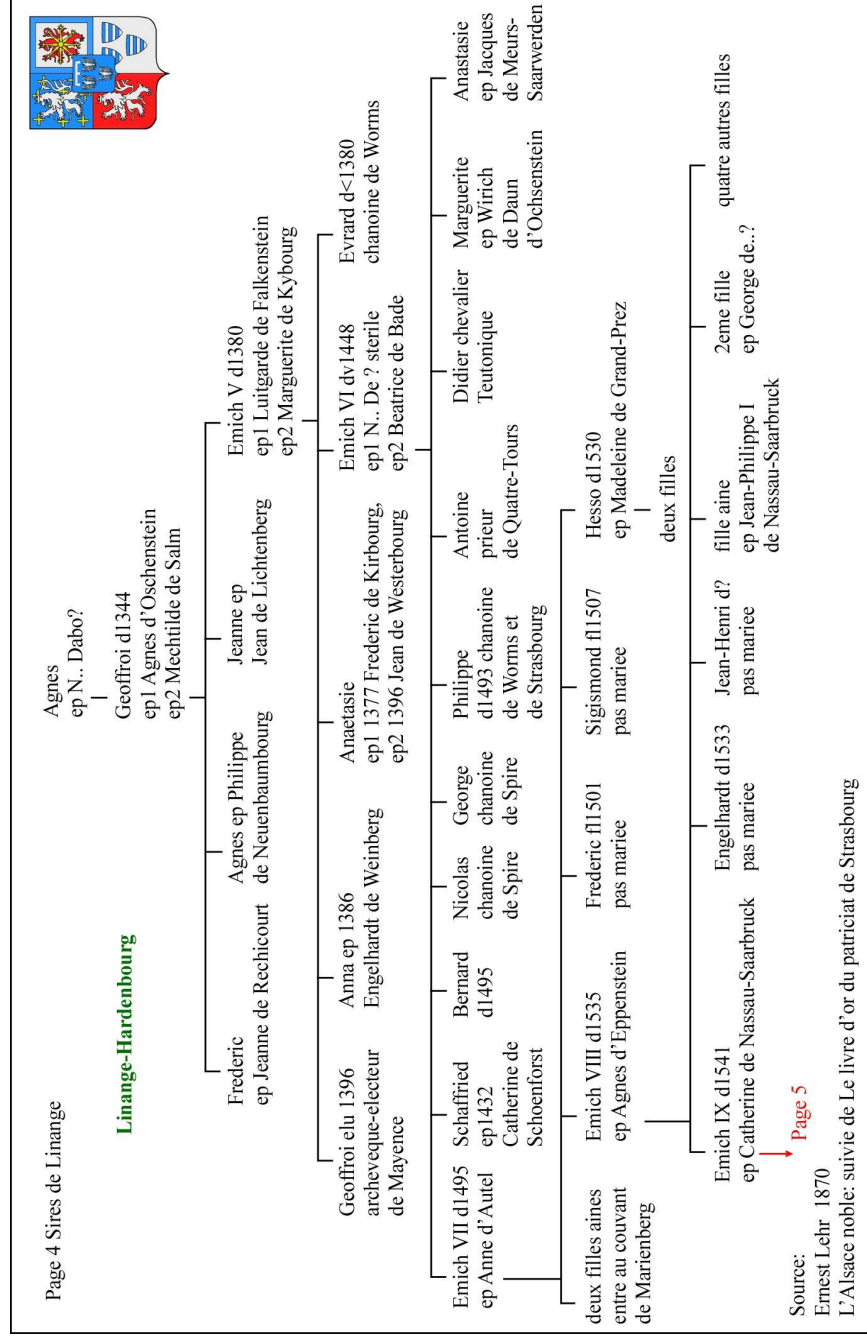 Page 4 Sires de Linange
Linange-Hardenbourg
Agnes
ep N.. Dabo?
Geoffroi d1344
ep1 Agnes d'Oschenstein
ep2 Mechtilde de Salm
Frederic
ep Jeanne de Rechicourt
Agnes ep Philippe
de Neuenbaumbourg
Jeanne ep
Jean de Lichtenberg
Emich V d1380
ep1 Luitgarde de Falkenstein
ep2 Marguerite de Kybourg
Geoffroi elu 1396
archeveque-electeur
de Mayence
Anna ep 1386
Engelhardt de Weinberg
Anaetasie
ep1 1377 Frederic de Kirbourg,
ep2 1396 Jean de Westerbourg
Emich VI dv1448
ep1 N.. De ? sterile
ep2 Beatrice de Bade
Evrard d<1380
chanoine de Worms
Emich VII d1495
ep Anne d'Autel
Schaffried
ep1432
Catherine de
Schoenforst
Bernard
d1495
Nicolas
chanoine
de Spire
George
chanoine
de Spire
Philippe
d1493 chanoine
de Worms et
de Strasbourg
Antoine
prieur
de Quatre-Tours
Didier chevalier
Teutonique
Marguerite
ep Wirich
de Daun
d'Ochsenstein
Anastasie
ep Jacques
de Meurs-
Saarwerden
deux filles aines
entre au couvant
de Marienberg
Emich VIII d1535
ep Agnes d'Eppenstein
Frederic fl1501
pas mariee
Sigismond fl1507
pas mariee
Hesso d1530
ep Madeleine de Grand-Prez
deux filles
Emich IX d1541
ep Catherine de Nassau-Saarbruck
Page 5
Engelhardt d1533
pas mariee
Jean-Henri d?
pas mariee
fille aine
ep Jean-Philippe I
de Nassau-Saarbruck
2eme fille
ep George de..?
quatre autres filles
Source:
Ernest Lehr 1870
L'Alsace noble: suivie de Le livre d'or du patriciat de Strasbourg